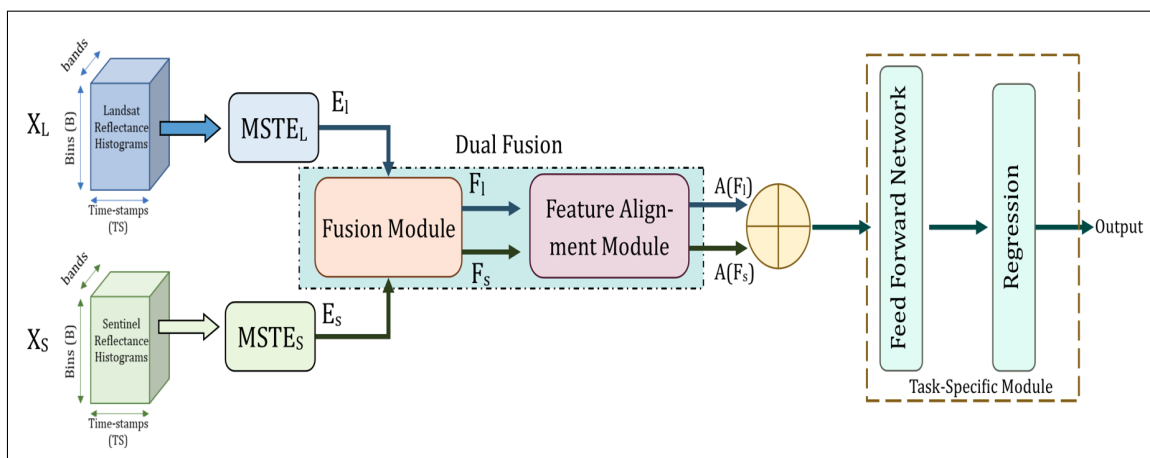 bands
X_L
Bins (B)
Landsat
Reflectance
Histograms
Time-stamps
(TS)
MSTE_L
E_l
bands
X_S
Bins (B)
Sentinel
Reflectance
Histograms
Time-stamps
(TS)
MSTE_S
E_s
Dual Fusion
Fusion Module
F_l
F_s
Feature Align-
ment Module
A(F_l)
A(F_s)
Feed Forward Network
Regression
Task-Specific Module
Output